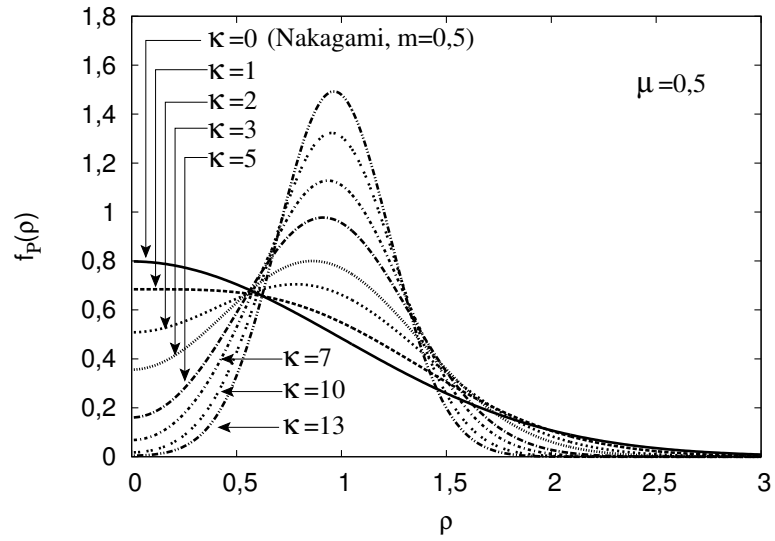 1,8
1,6
1,4
1,2
1
0,8
0,6
0,4
0,2
0
f_P(ρ)
κ=0 (Nakagami, m=0,5)
κ=1
κ=2
κ=3
κ=5
μ=0,5
κ=7
κ=10
κ=13
0 0,5 1 1,5 2 2,5 3
ρ